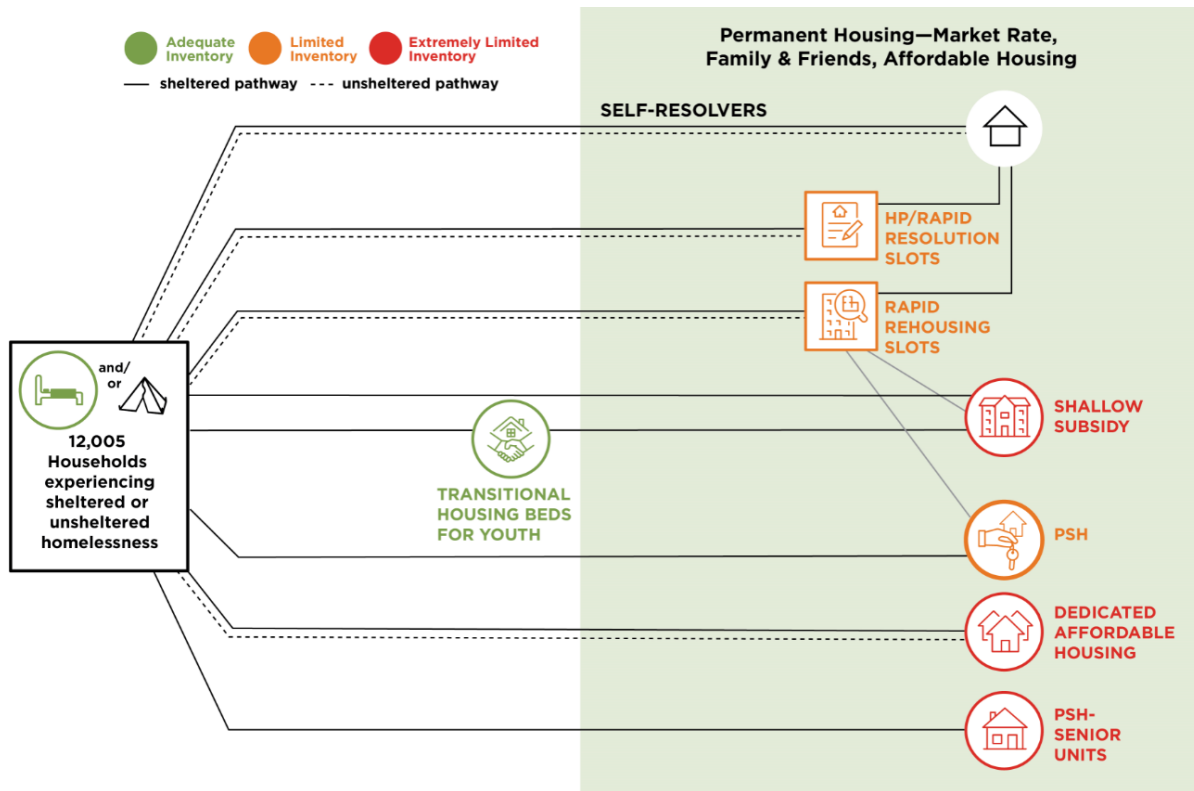 Adequate
Inventory
Limited
Inventory
Extremely Limited
Inventory
sheltered pathway
unsheltered pathway
Permanent Housing—Market Rate,
Family & Friends, Affordable Housing
SELF-RESOLVERS
HP/RAPID
RESOLUTION
SLOTS
RAPID
REHOUSING
SLOTS
and/
or
12,005
Households
experiencing
sheltered or
unsheltered
homelessness
TRANSITIONAL
HOUSING BEDS
FOR YOUTH
SHALLOW
SUBSIDY
PSH
DEDICATED
AFFORDABLE
HOUSING
PSH-
SENIOR
UNITS